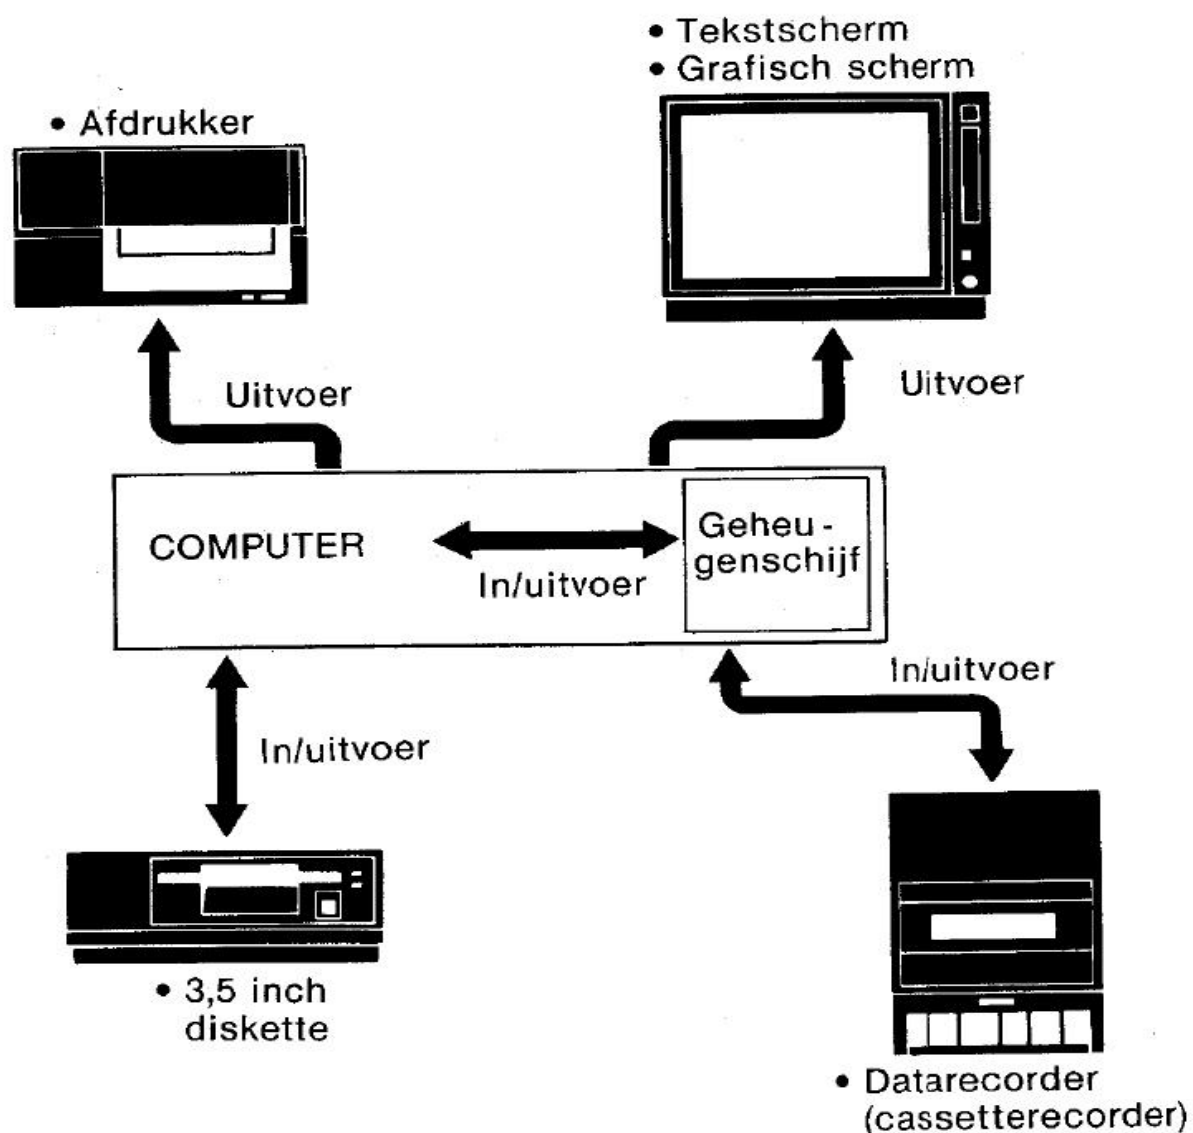 • Tekstscherm
• Grafisch scherm
• Afdrukker
Uitvoer
Uitvoer
COMPUTER
In/uitvoer
Geheu-
genschijf
In/uitvoer
In/uitvoer
• 3,5 inch
diskette
• Datarecorder
(cassetterecorder)